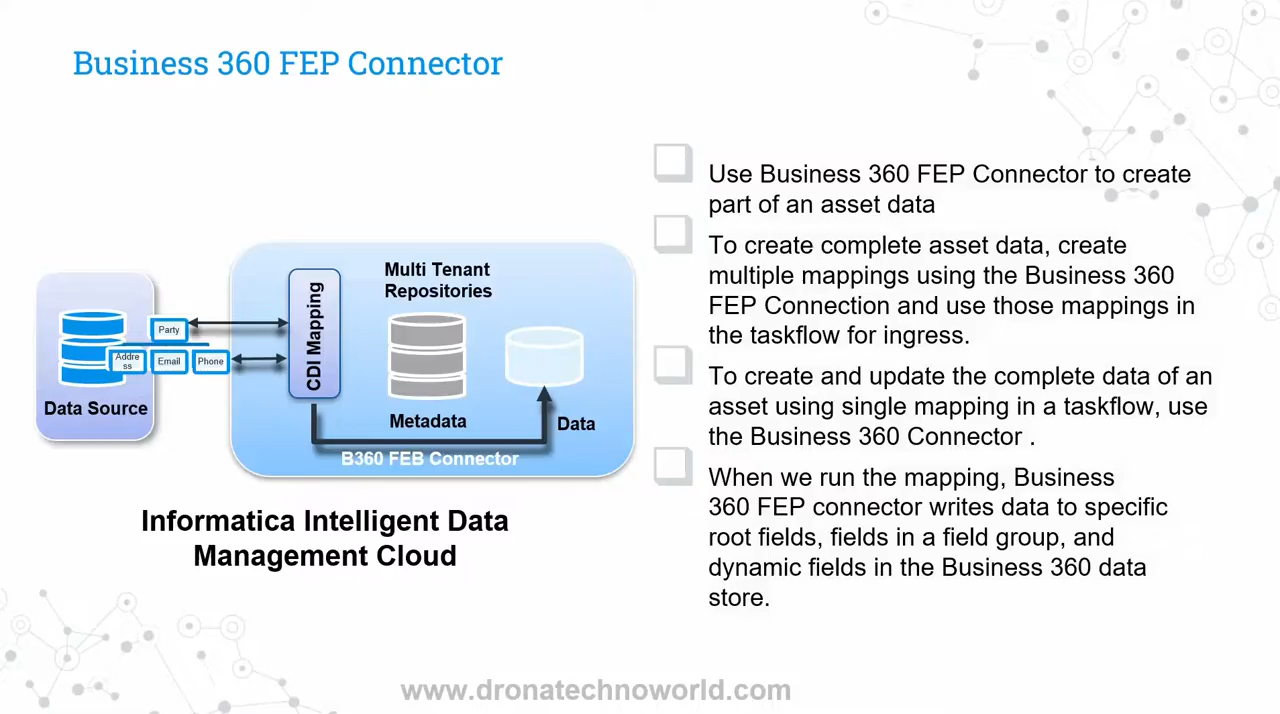 Business 360 FEP Connector
Party
Addre
ss
Email
Phone
Data Source
CDI Mapping
Multi Tenant
Repositories
Metadata
Data
B360 FEB Connector
Informatica Intelligent Data
Management Cloud
Use Business 360 FEP Connector to create
part of an asset data
To create complete asset data, create
multiple mappings using the Business 360
FEP Connection and use those mappings in
the taskflow for ingress.
To create and update the complete data of an
asset using single mapping in a taskflow, use
the Business 360 Connector .
When we run the mapping, Business
360 FEP connector writes data to specific
root fields, fields in a field group, and
dynamic fields in the Business 360 data
store.
www.dronatechnoworld.com